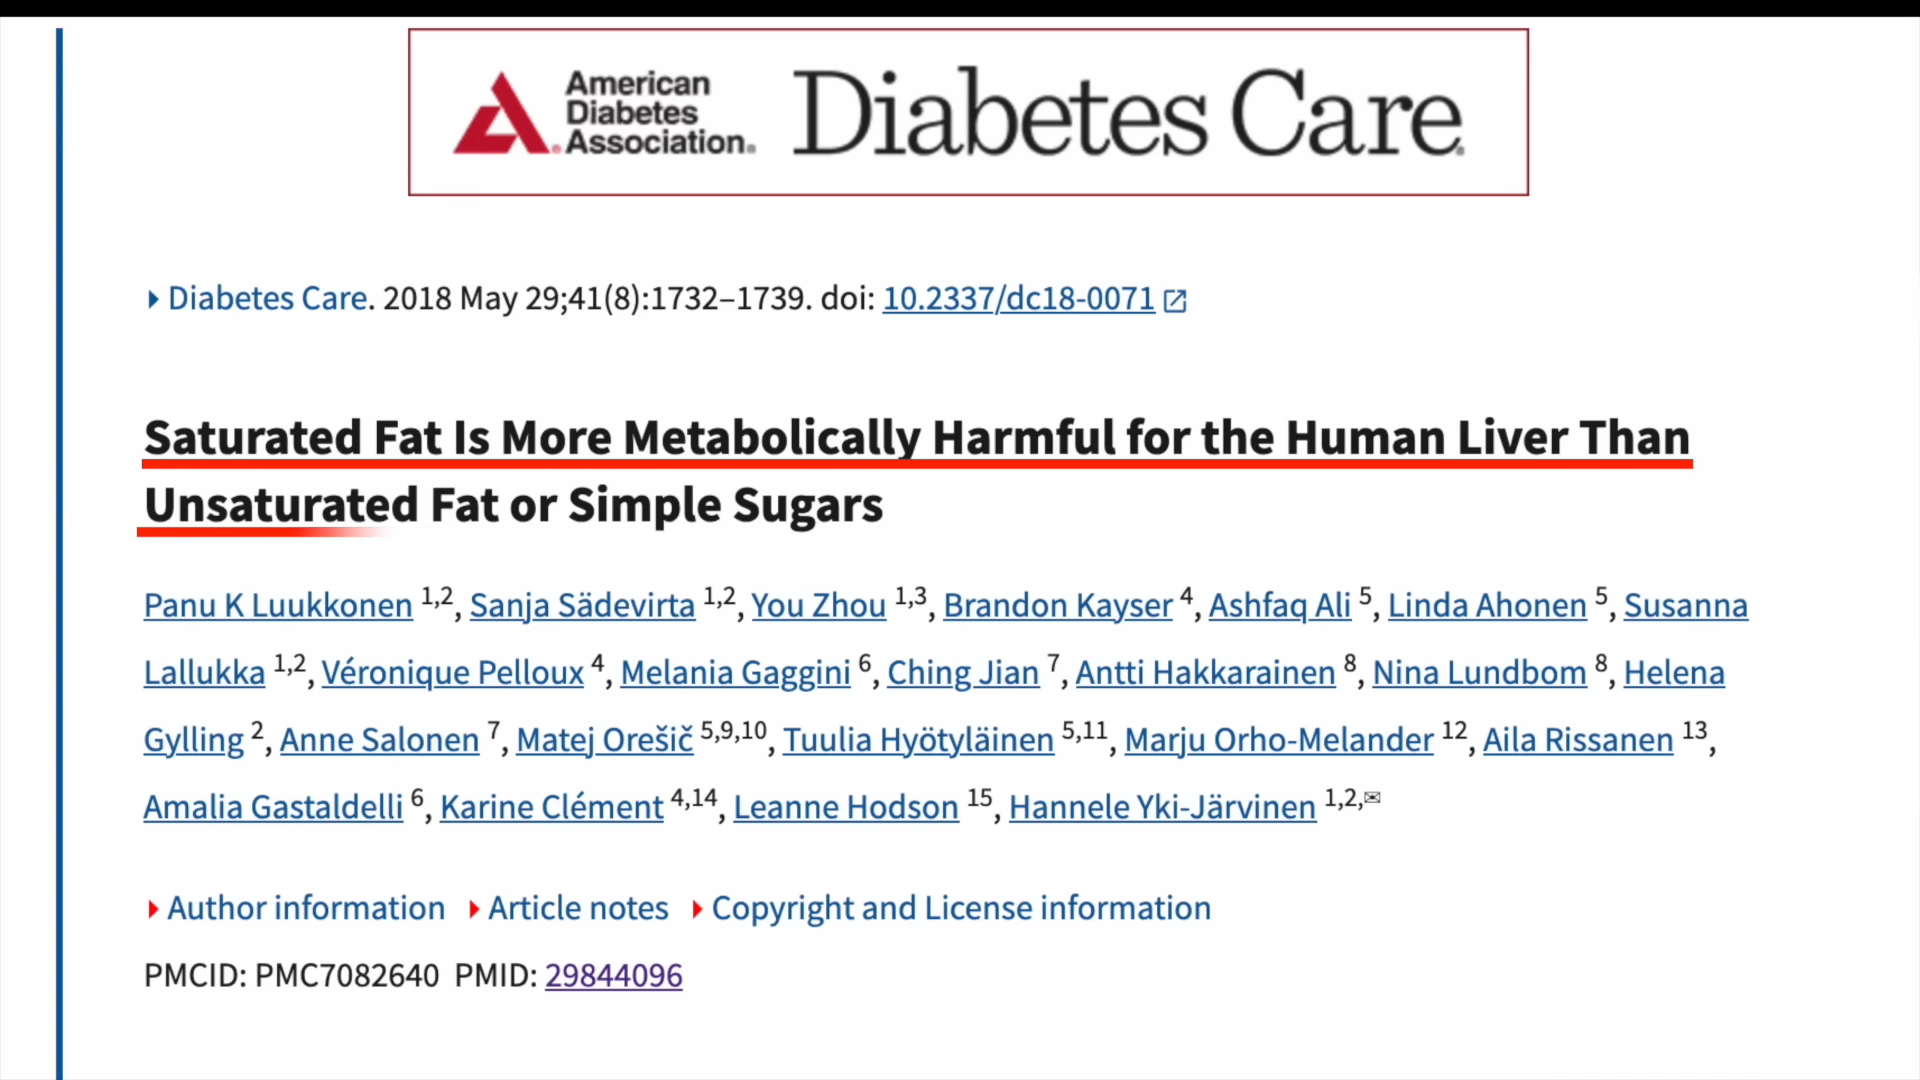 American
Diabetes
Association®
Diabetes Care®
Diabetes Care. 2018 May 29;41(8):1732–1739. doi: 10.2337/dc18-0071
Saturated Fat Is More Metabolically Harmful for the Human Liver Than
Unsaturated Fat or Simple Sugars
Panu K Luukkonen 1,2, Sanja Sädevirta 1,2, You Zhou 1,3, Brandon Kayser 4, Ashfaq Ali 5, Linda Ahonen 5, Susanna
Lallukka 1,2, Véronique Pelloux 4, Melania Gaggini 6, Ching Jian 7, Antti Hakkarainen 8, Nina Lundbom 8, Helena
Gylling 2, Anne Salonen 7, Matej Orešič 5,9,10, Tuulia Hyötyläinen 5,11, Marju Orho-Melander 12, Aila Rissanen 13,
Amalia Gastaldelli 6, Karine Clément 4,14, Leanne Hodson 15, Hannele Yki-Järvinen 1,2,✉
Author information Article notes Copyright and License information
PMCID: PMC7082640 PMID: 29844096